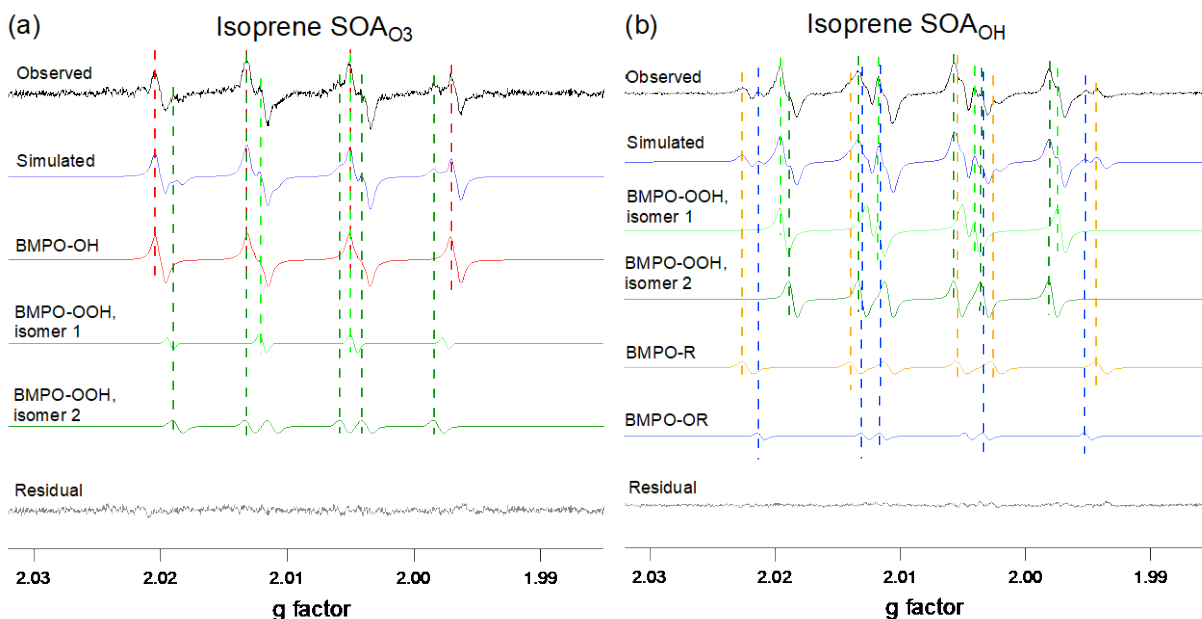 (a)
Isoprene SOAO3
Observed
Simulated
BMPO-OH
BMPO-OOH,
isomer 1
BMPO-OOH,
isomer 2
Residual
2.03 2.02 2.01 2.00 1.99
g factor
(b)
Isoprene SOAOH
Observed
Simulated
BMPO-OOH,
isomer 1
BMPO-OOH,
isomer 2
BMPO-R
BMPO-OR
Residual
2.03 2.02 2.01 2.00 1.99
g factor